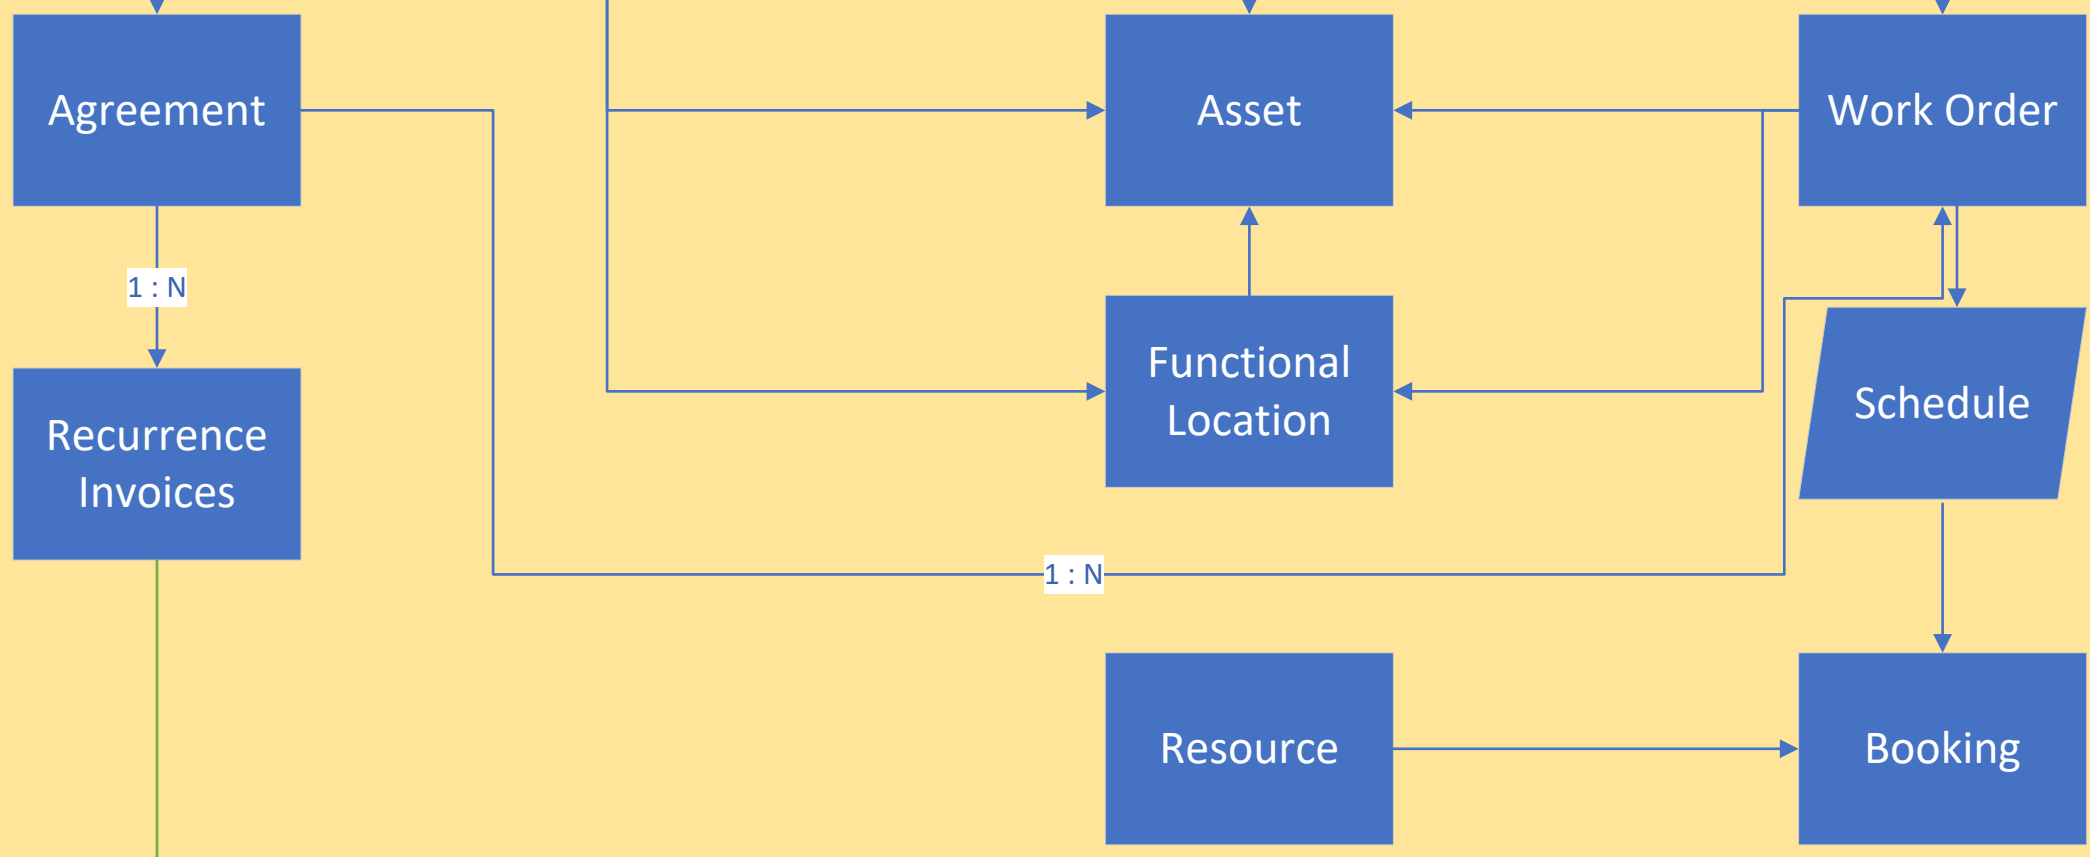 Agreement
Asset
Work Order
1 : N
Functional
Location
Schedule
Recurrence
Invoices
1 : N
Resource
Booking